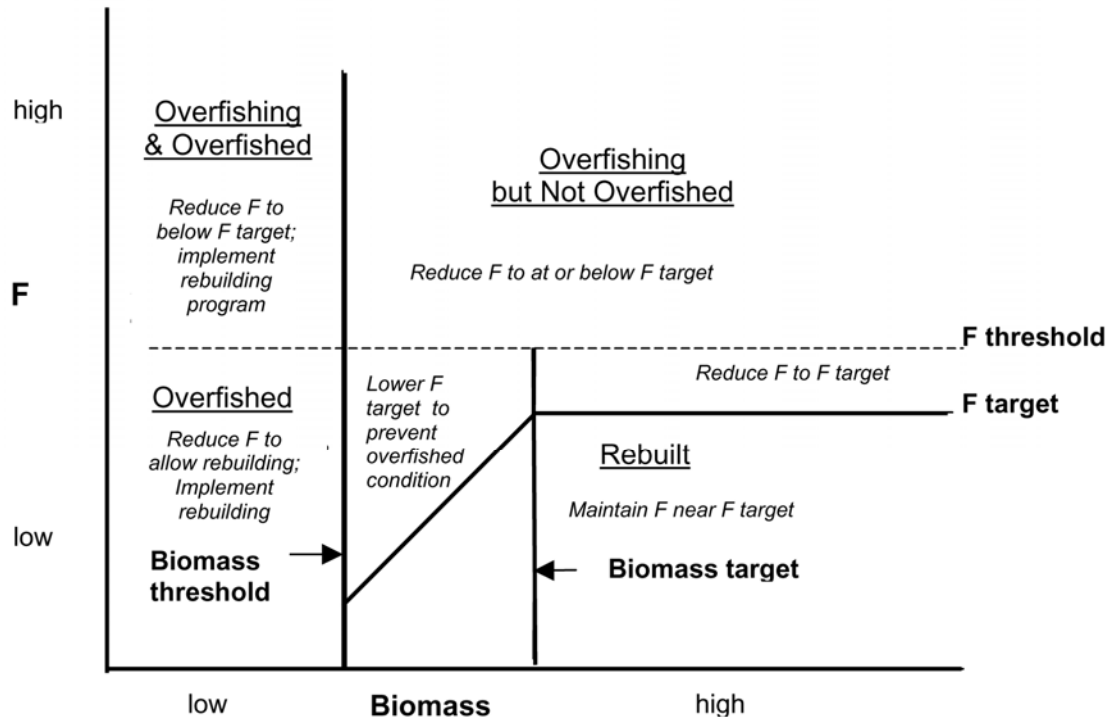 high
Overfishing
& Overfished
Reduce F to
below F target;
implement
rebuilding
program
Overfishing
but Not Overfished
Reduce F to at or below F target
F
F threshold
Reduce F to F target
F target
Lower F
target to
prevent
overfished
condition
Overfished
Reduce F to
allow rebuilding;
Implement
rebuilding
Rebuilt
Maintain F near F target
low
Biomass
threshold
Biomass target
low
Biomass
high